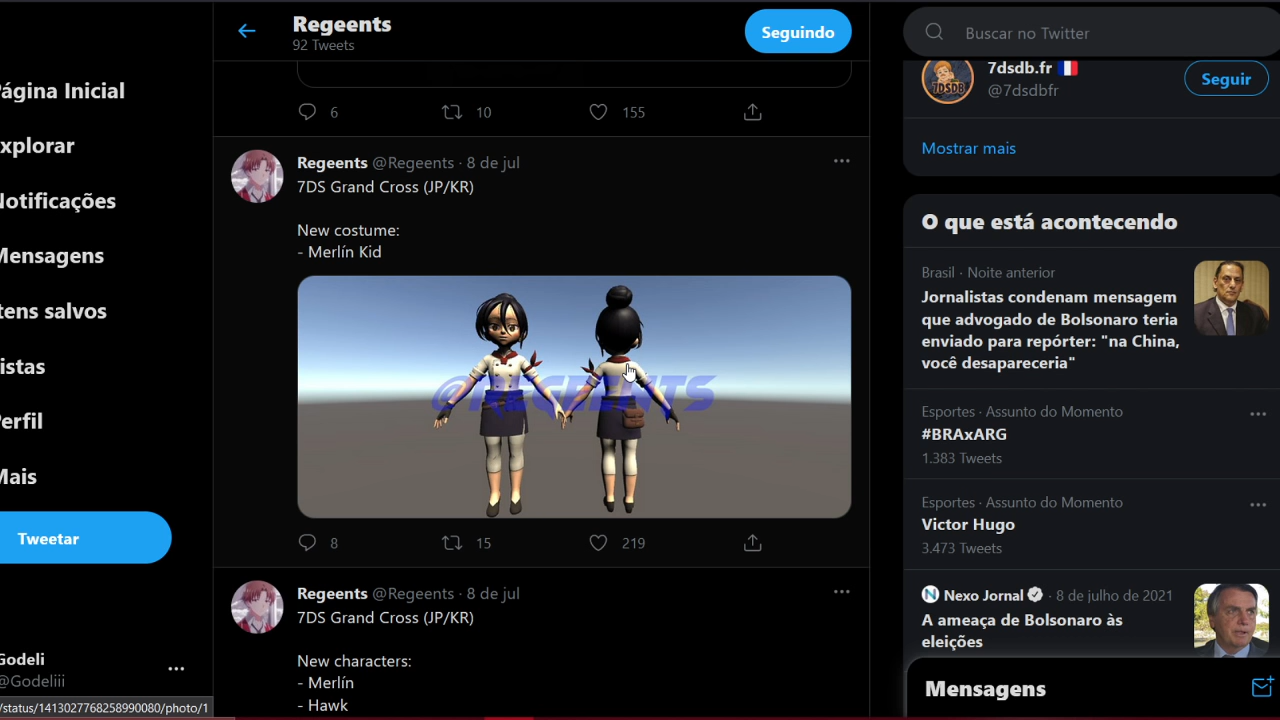 ágina Inicial
xplorar
Notificações
Mensagens
tens salvos
istas
Perfil
Mais
Tweetar
Godeli
@Godeliii
/status/1413027768258990080/photo/1
Regeents
92 Tweets
Seguindo
6
10
155
Regeents @Regeents · 8 de jul
7DS Grand Cross (JP/KR)
New costume:
- Merlín Kid
@REGEENTS
8
15
219
Regeents @Regeents · 8 de jul
7DS Grand Cross (JP/KR)
New characters:
- Merlín
- Hawk
Buscar no Twitter
7DSDB
7dsdb.fr
@7dsdbfr
Seguir
Mostrar mais
O que está acontecendo
Brasil · Noite anterior
Jornalistas condenam mensagem
que advogado de Bolsonaro teria
enviado para repórter: "na China,
você desapareceria"
Esportes · Assunto do Momento
#BRAxARG
1.383 Tweets
Esportes · Assunto do Momento
Victor Hugo
3.473 Tweets
N Nexo Jornal · 8 de julho de 2021
A ameaça de Bolsonaro às
eleições
Mensagens